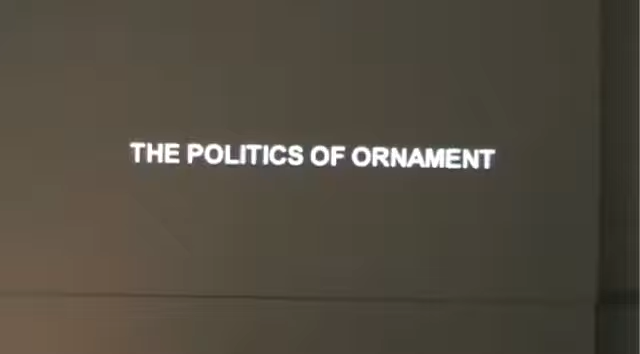 THE POLITICS OF ORNAMENT